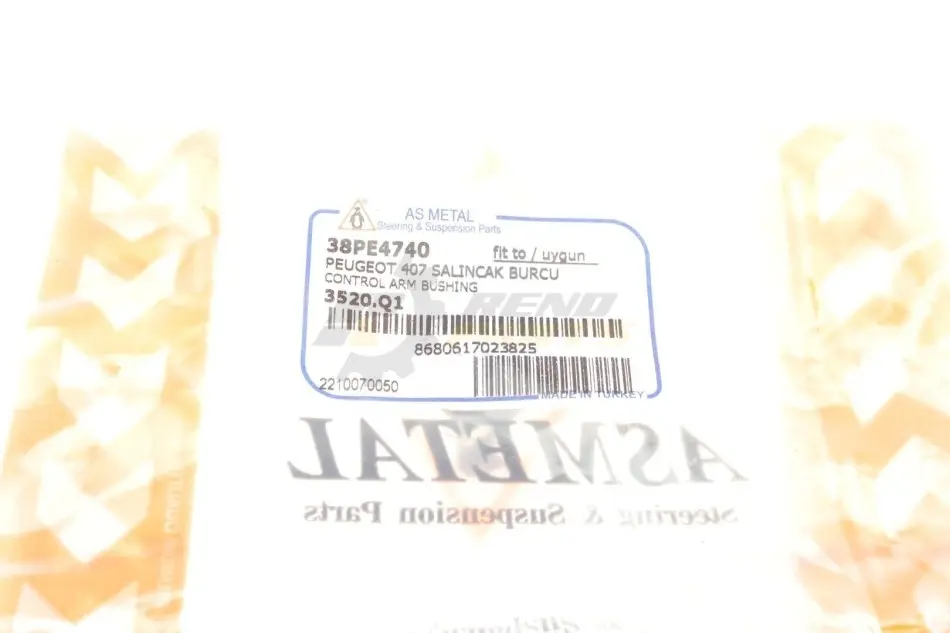 AS METAL
Steering & Suspension Parts
38PE4740 fit to / uygun
PEUGEOT 407 SALINCAK BURCU
CONTROL ARM BUSHING
3520.Q1
RENO
8680617023825
2210070050
MADE IN TURKEY
ASMETAL
Steering & Suspension Parts